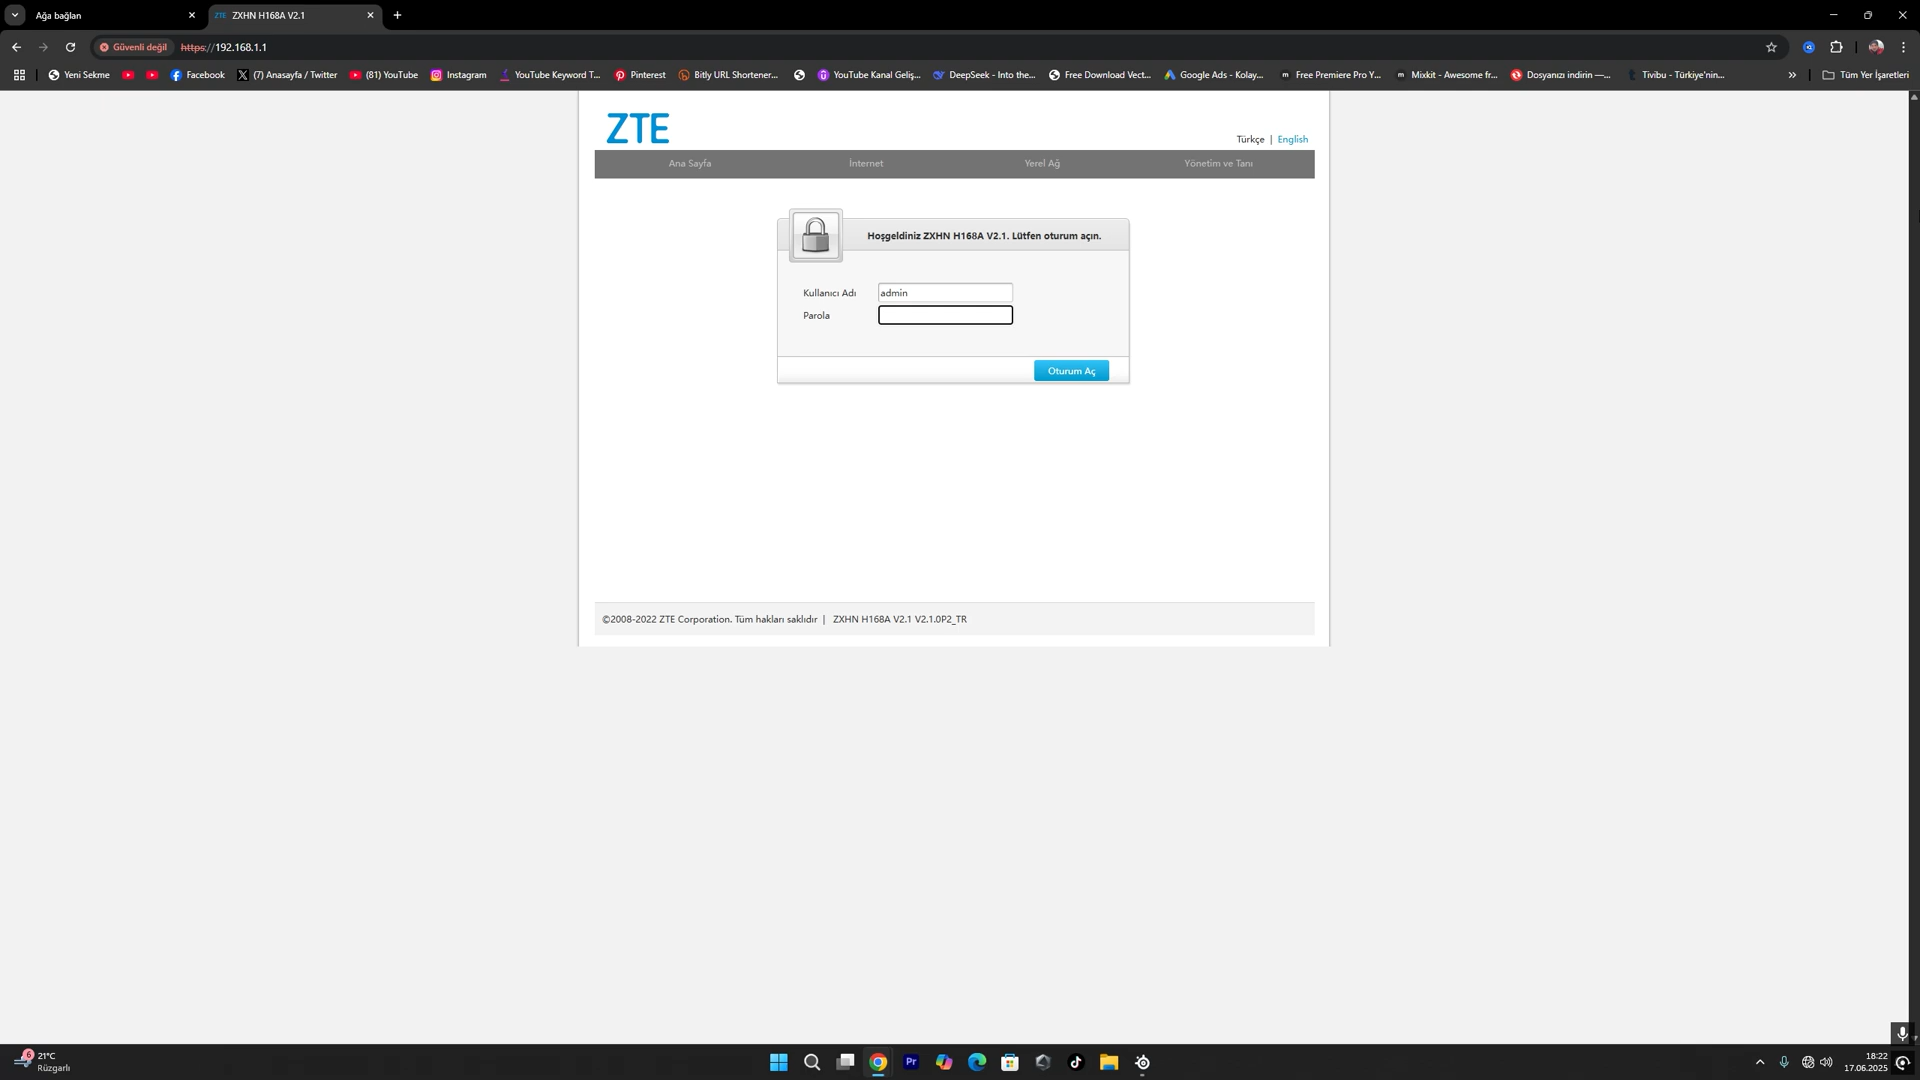 Ağa bağlan
ZTE ZXHN H168A V2.1
Güvenli değil https://192.168.1.1
Yeni Sekme Facebook (7) Anasayfa / Twitter (81) YouTube Instagram YouTube Keyword T... Pinterest Bitly URL Shortener... YouTube Kanal Geliş... DeepSeek - Into the... Free Download Vect... Google Ads - Kolay... Free Premiere Pro Y... Mixkit - Awesome fr... Dosyanızı indirin —... Tivibu - Türkiye'nin... » Tüm Yer İşaretleri
ZTE
Türkçe | English
Ana Sayfa İnternet Yerel Ağ Yönetim ve Tanı
Hoşgeldiniz ZXHN H168A V2.1. Lütfen oturum açın.
Kullanıcı Adı admin
Parola
Oturum Aç
©2008-2022 ZTE Corporation. Tüm hakları saklıdır | ZXHN H168A V2.1 V2.1.0P2_TR
6
21°C
Rüzgarlı
Pr
18:22
17.06.2025